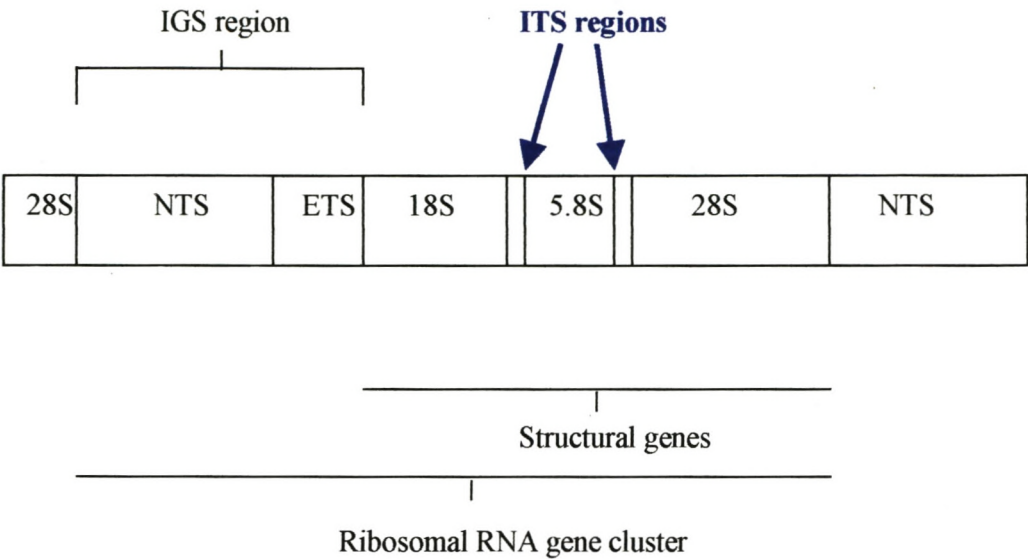 IGS region
ITS regions
28S NTS ETS 18S 5.8S 28S NTS
Structural genes
Ribosomal RNA gene cluster